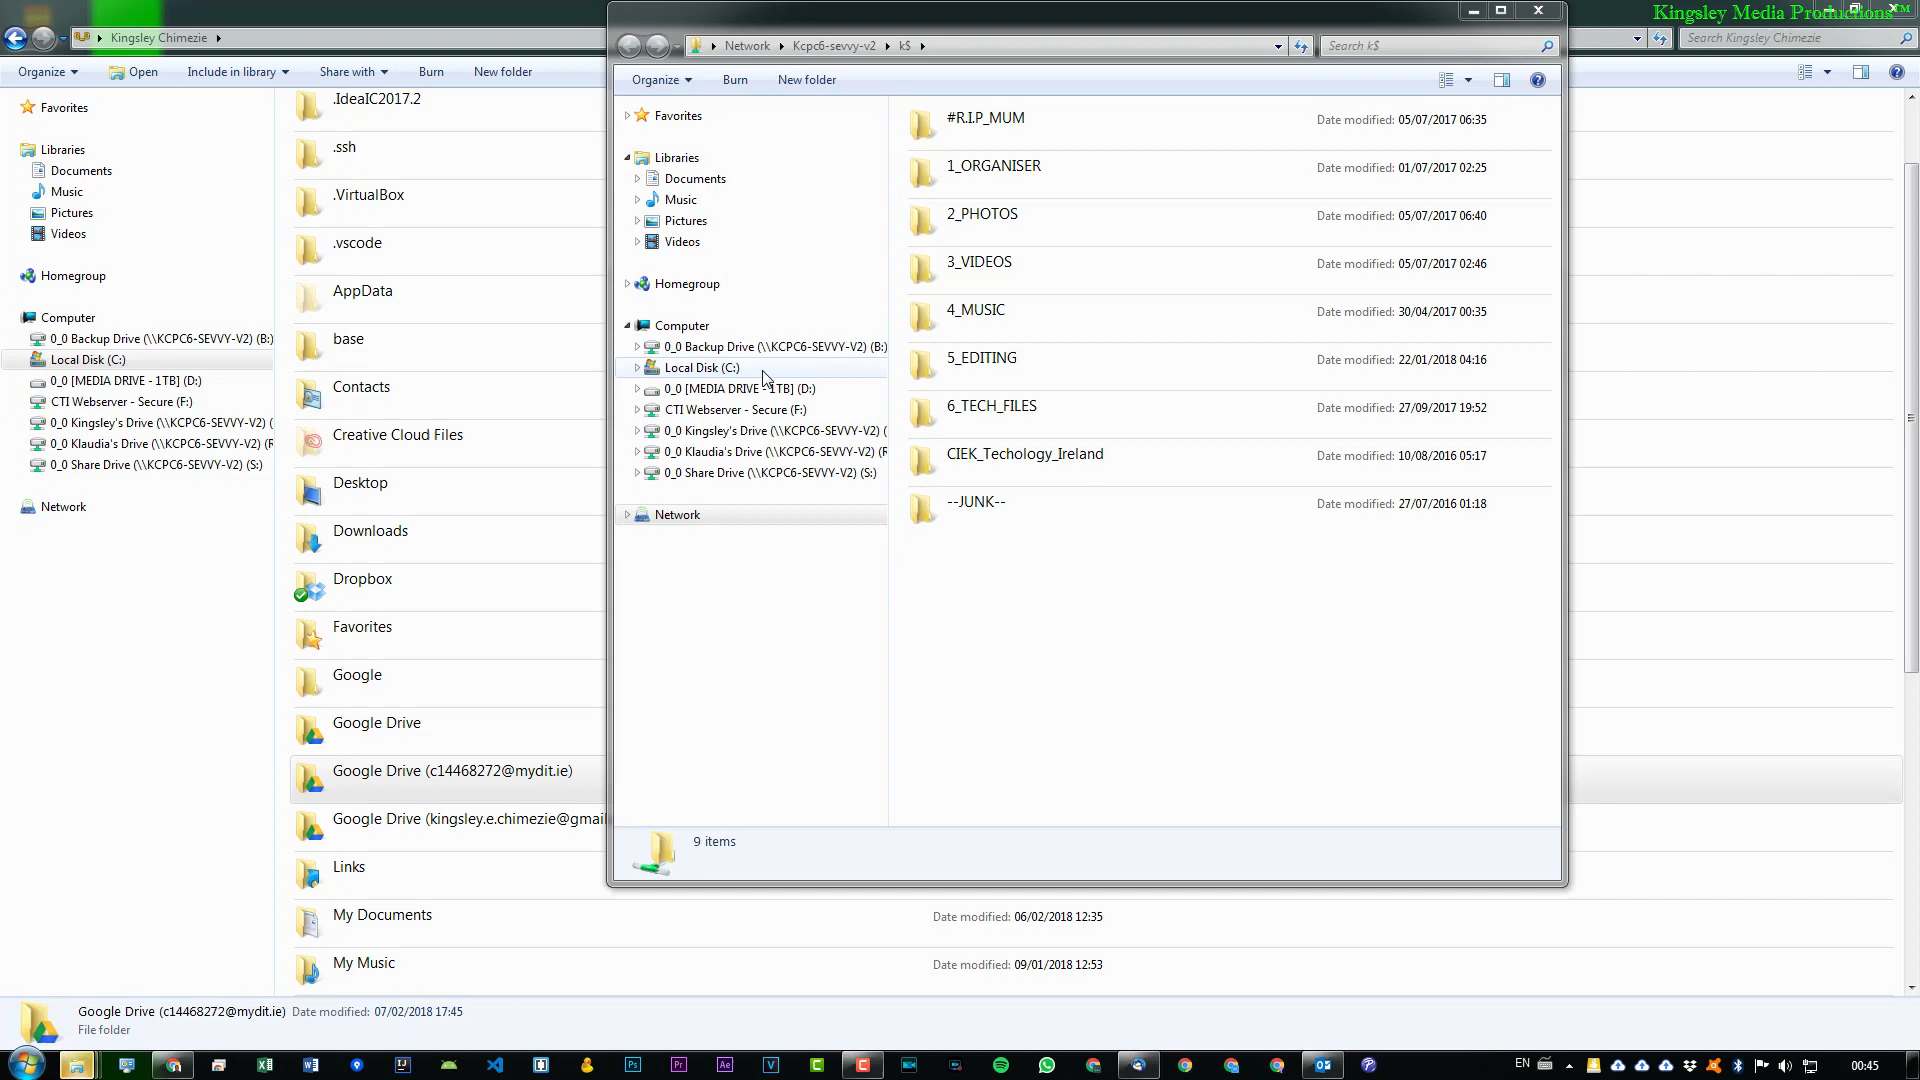 Kingsley Media Productions™
Kingsley Chimezie
Search Kingsley Chimezie
Organize
Open
Include in library
Share with
Burn
New folder
Favorites
Libraries
Documents
Music
Pictures
Videos
Homegroup
Computer
0_0 Backup Drive (\\KCPC6-SEVVY-V2) (B:)
Local Disk (C:)
0_0 [MEDIA DRIVE - 1TB] (D:)
CTI Webserver - Secure (F:)
0_0 Kingsley's Drive (\\KCPC6-SEVVY-V2) (
0_0 Klaudia's Drive (\\KCPC6-SEVVY-V2) (R
0_0 Share Drive (\\KCPC6-SEVVY-V2) (S:)
Network
.IdeaIC2017.2
.ssh
.VirtualBox
.vscode
AppData
base
Contacts
Creative Cloud Files
Desktop
Downloads
Dropbox
Favorites
Google
Google Drive
Google Drive (c14468272@mydit.ie)
Google Drive (kingsley.e.chimezie@gmai
Links
My Documents
Date modified: 06/02/2018 12:35
My Music
Date modified: 09/01/2018 12:53
Network
Kcpc6-sevvy-v2
k$
Search k$
Organize
Burn
New folder
Favorites
Libraries
Documents
Music
Pictures
Videos
Homegroup
Computer
0_0 Backup Drive (\\KCPC6-SEVVY-V2) (B:)
Local Disk (C:)
0_0 [MEDIA DRIVE - 1TB] (D:)
CTI Webserver - Secure (F:)
0_0 Kingsley's Drive (\\KCPC6-SEVVY-V2) (
0_0 Klaudia's Drive (\\KCPC6-SEVVY-V2) (R
0_0 Share Drive (\\KCPC6-SEVVY-V2) (S:)
Network
#R.I.P_MUM
Date modified: 05/07/2017 06:35
1_ORGANISER
Date modified: 01/07/2017 02:25
2_PHOTOS
Date modified: 05/07/2017 06:40
3_VIDEOS
Date modified: 05/07/2017 02:46
4_MUSIC
Date modified: 30/04/2017 00:35
5_EDITING
Date modified: 22/01/2018 04:16
6_TECH_FILES
Date modified: 27/09/2017 19:52
CIEK_Techology_Ireland
Date modified: 10/08/2016 05:17
--JUNK--
Date modified: 27/07/2016 01:18
9 items
Google Drive (c14468272@mydit.ie) Date modified: 07/02/2018 17:45
File folder
Ps
Pr
Ae
V
EN
00:45